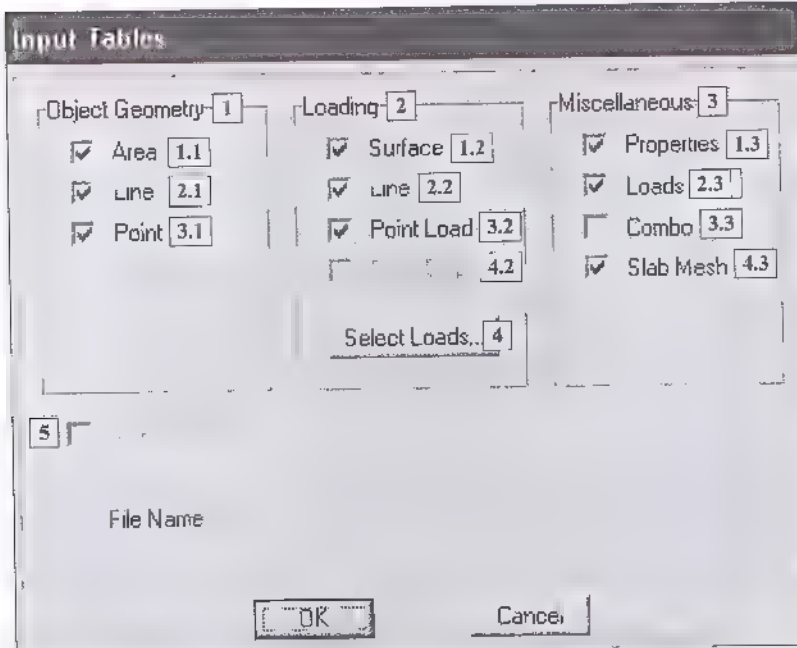 Input Tables
Object Geometry 1
Area 1.1
Line 2.1
Point 3.1
Loading 2
Surface 1.2
Line 2.2
Point Load 3.2
4.2
Select Loads... 4
Miscellaneous 3
Properties 1.3
Loads 2.3
Combo 3.3
Slab Mesh 4.3
5
File Name
OK
Cancel